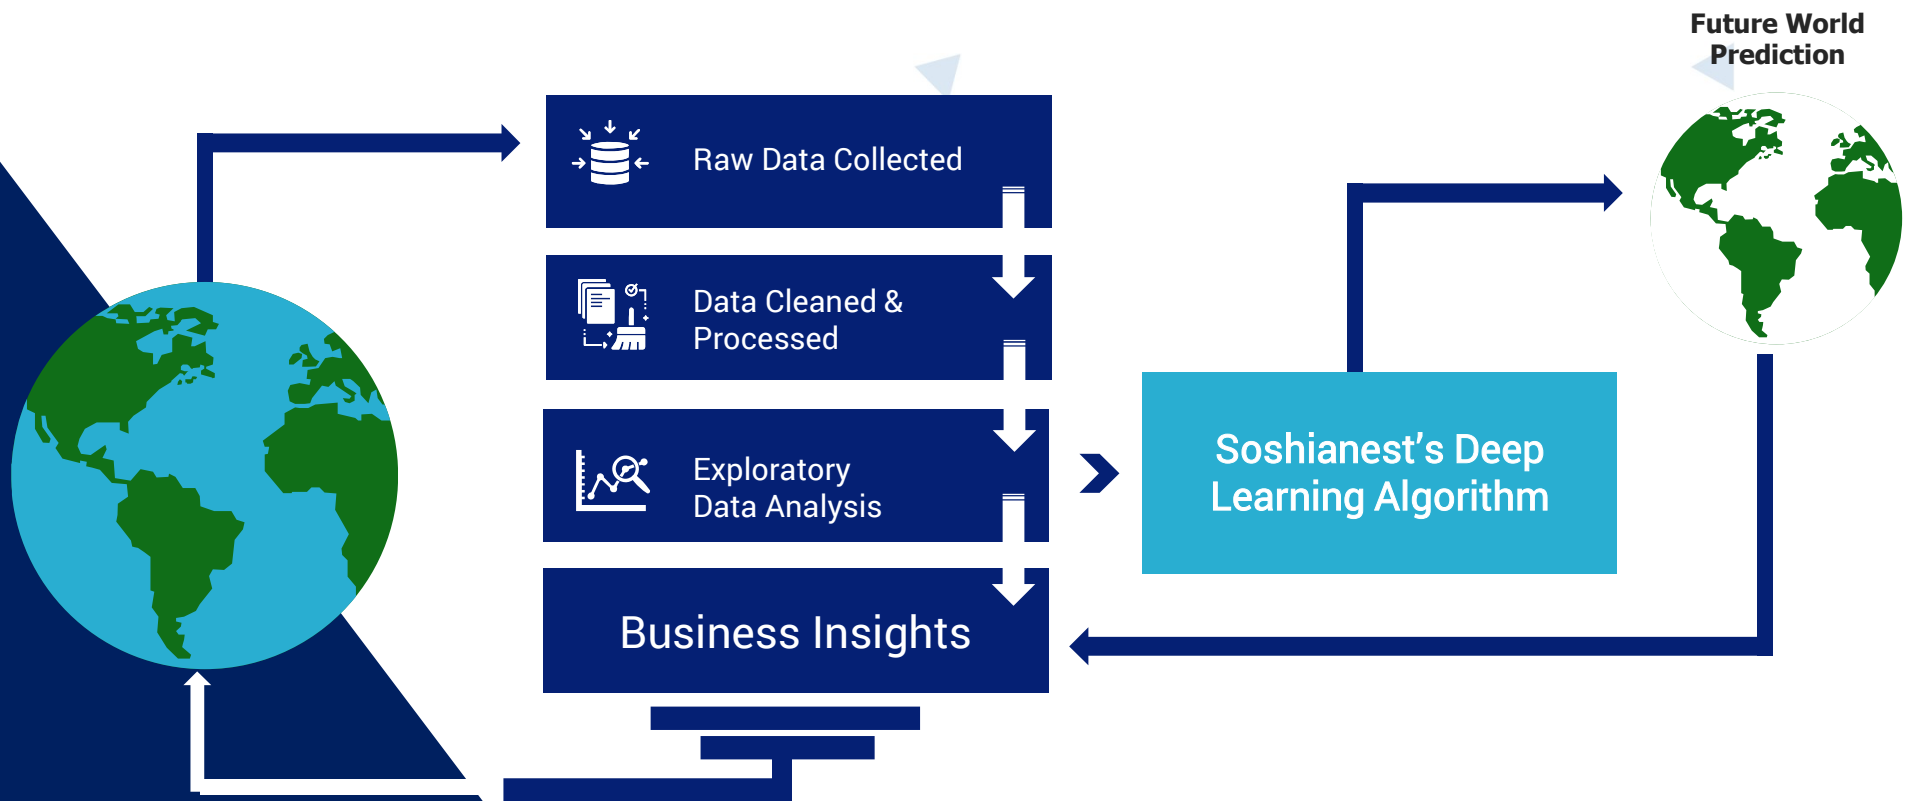 Future World
Prediction
Raw Data Collected
Data Cleaned &
Processed
Exploratory
Data Analysis
Soshianest’s Deep
Learning Algorithm
Business Insights